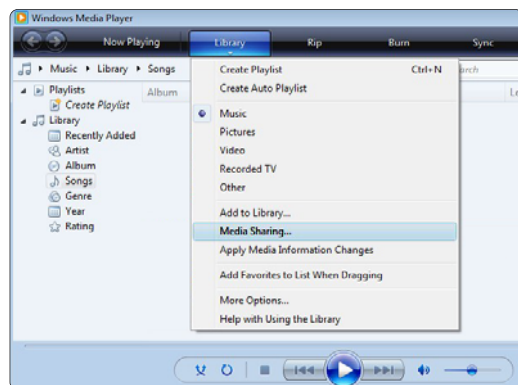 Windows Media Player
Now Playing Library Rip Burn Sync
Music Library Songs
Playlists
Create Playlist
Library
Recently Added
Artist
Album
Songs
Genre
Year
Rating
Album
Create Playlist Ctrl+N
Create Auto Playlist
Music
Pictures
Video
Recorded TV
Other
Add to Library...
Media Sharing...
Apply Media Information Changes
Add Favorites to List When Dragging
More Options...
Help with Using the Library